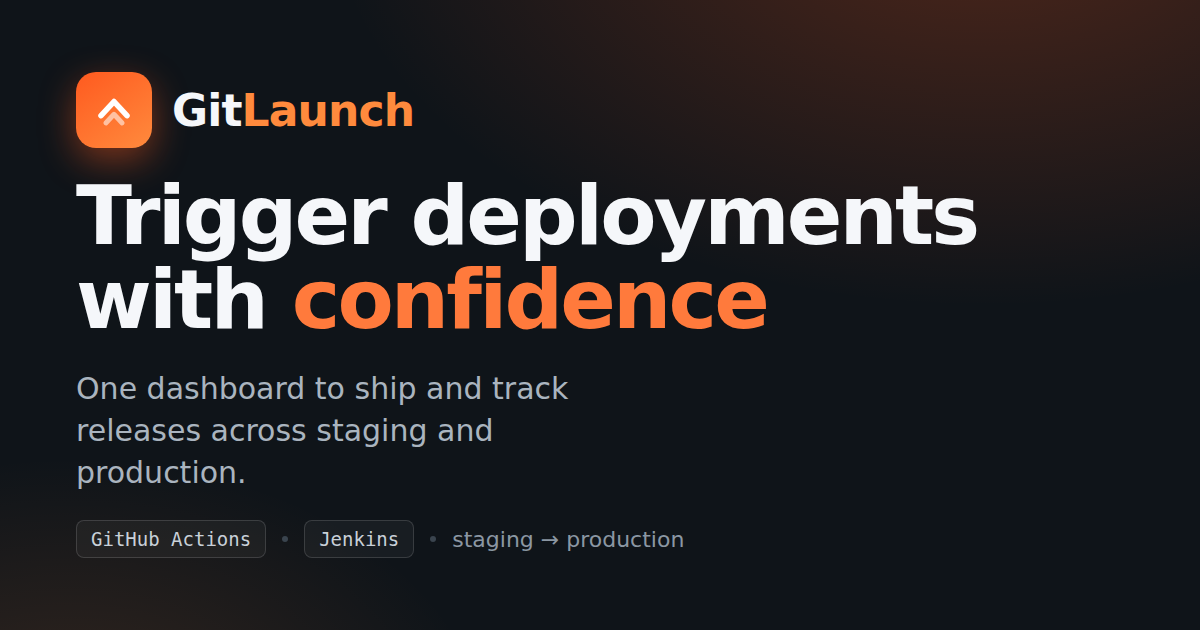 GitLaunch
Trigger deployments
with confidence
One dashboard to ship and track
releases across staging and
production.
GitHub Actions • Jenkins • staging → production